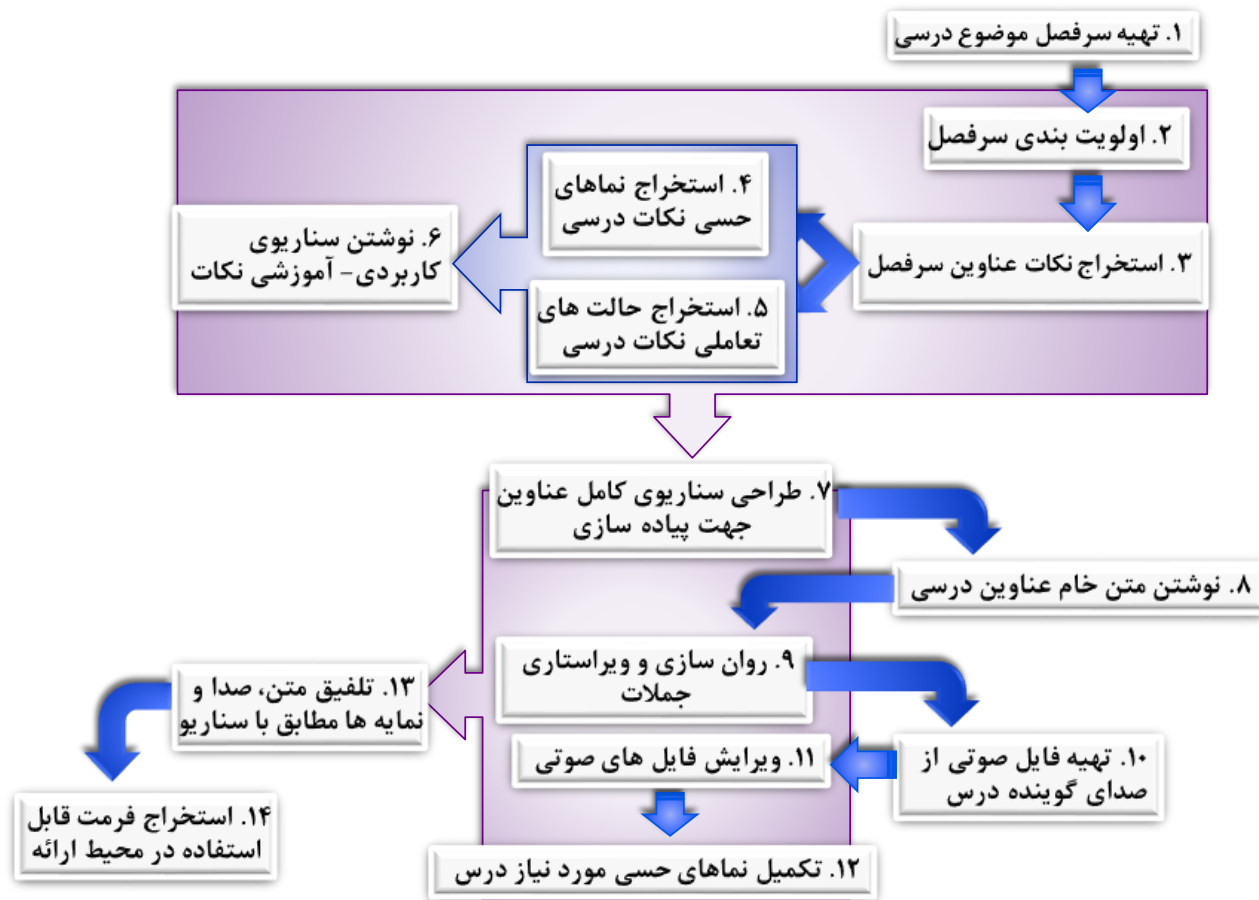 ۱. تهیه سرفصل موضوع درسی
۲. اولویت بندی سرفصل
۳. استخراج نکات عناوین سرفصل
۴. استخراج نماهای
حسی نکات درسی
۵. استخراج حالت های
تعاملی نکات درسی
۶. نوشتن سناریوی
کاربردی- آموزشی نکات
۷. طراحی سناریوی کامل عناوین
جهت پیاده سازی
۸. نوشتن متن خام عناوین درسی
۹. روان سازی و ویراستاری
جملات
۱۰. تهیه فایل صوتی از
صدای گوینده درس
۱۱. ویرایش فایل های صوتی
۱۲. تکمیل نماهای حسی مورد نیاز درس
۱۳. تلفیق متن، صدا و
نمایه ها مطابق با سناریو
۱۴. استخراج فرمت قابل
استفاده در محیط ارائه